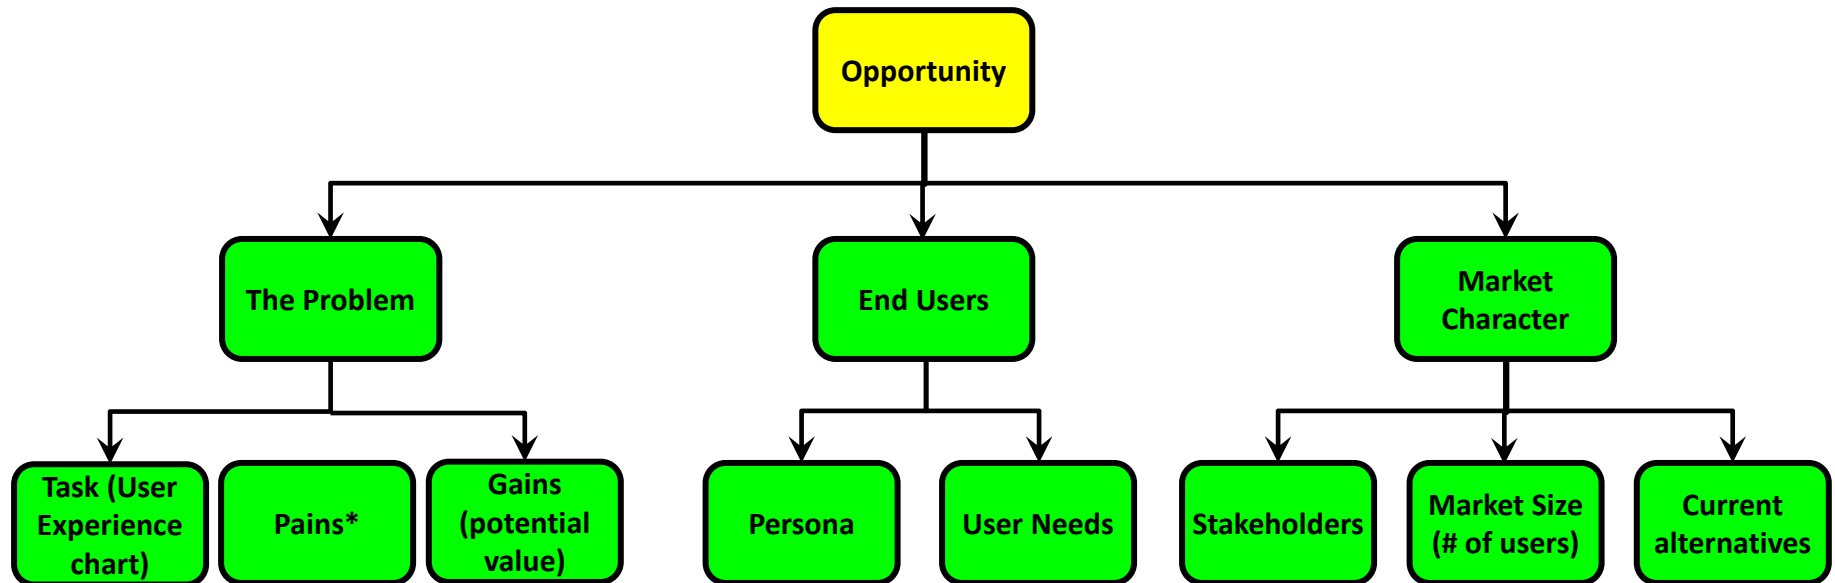 Opportunity
The Problem
End Users
Market
Character
Task (User
Experience
chart)
Pains*
Gains
(potential
value)
Persona
User Needs
Stakeholders
Market Size
(# of users)
Current
alternatives